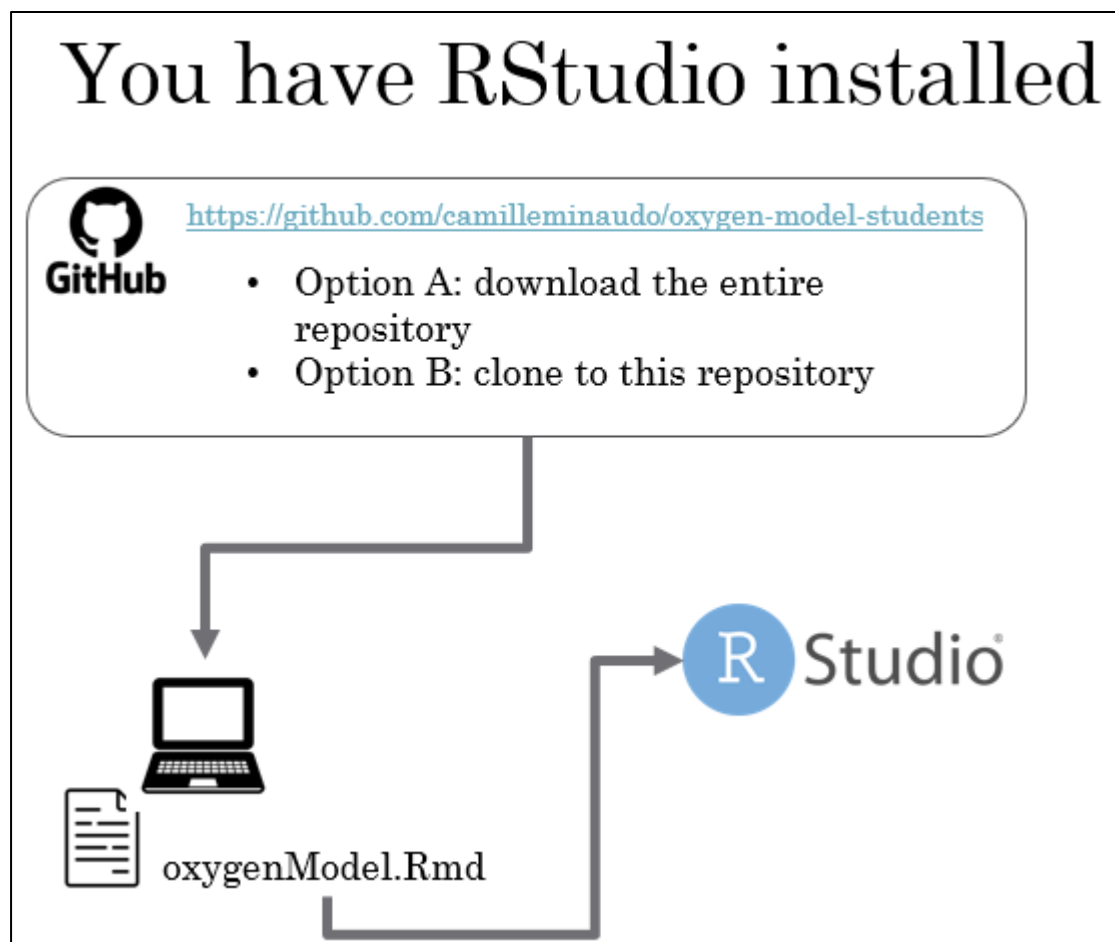 You have RStudio installed
https://github.com/camilleminaudo/oxygen-model-students
GitHub
• Option A: download the entire
repository
• Option B: clone to this repository
R Studio®
oxygenModel.Rmd